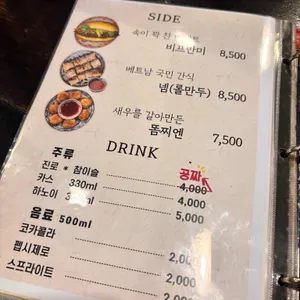 SIDE
속이 꽉 찬
비프반미 8,500
베트남 국민 간식
넴(롤만두) 8,500
새우를 갈아만든
똠찌엔 7,500
DRINK
주류 공짜
진로 * 참이슬 4,000
카스 330ml 4,000
하노이 5,000
음료 500ml
코카콜라 2,000
펩시제로 2,000
스프라이트 2,000